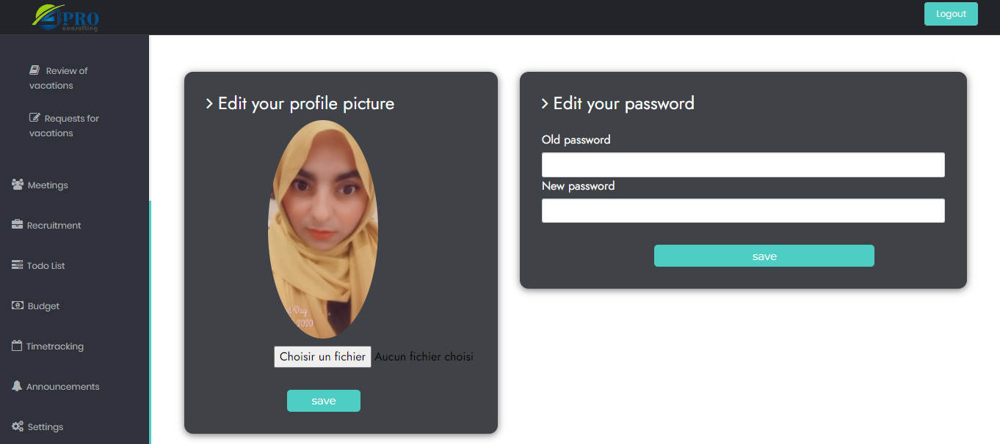 PRO
consulting
Logout
Review of
vacations
Requests for
vacations
Meetings
Recruitment
Todo List
Budget
Timetracking
Announcements
Settings
> Edit your profile picture
d Day
2020
Choisir un fichier Aucun fichier choisi
save
> Edit your password
Old password
New password
save